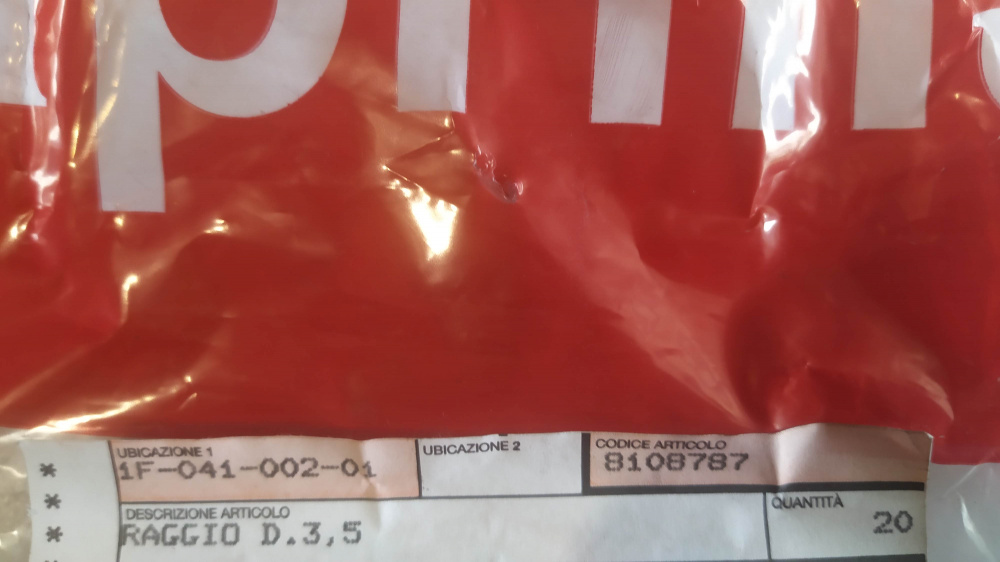 UBICAZIONE 1
1F-041-002-01
UBICAZIONE 2
CODICE ARTICOLO
8108787
DESCRIZIONE ARTICOLO
RAGGIO D.3,5
QUANTITÀ
20